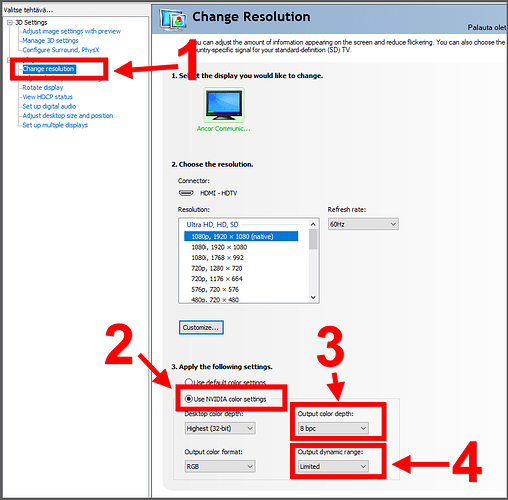 Valitse tehtävä...
3D Settings
Adjust image settings with preview
Manage 3D settings
Configure Surround, PhysX
Change resolution
Rotate display
View HDCP status
Set up digital audio
Adjust desktop size and position
Set up multiple displays
1
Change Resolution
Palauta olet
You can adjust the amount of information appearing on the screen and reduce flickering. You can also choose the
country-specific signal for your standard-definition (SD) TV.
1. Select the display you would like to change.
Ancor Communic...
2. Choose the resolution.
Connector:
HDMI - HDTV
Resolution:
Refresh rate:
Ultra HD, HD, SD
60Hz
1080p, 1920 × 1080 (native)
1080i, 1920 × 1080
1080i, 1768 × 992
720p, 1280 × 720
720p, 1176 × 664
576p, 720 × 576
480p, 720 × 480
Customize...
2
3
3. Apply the following settings.
Use default color settings
Use NVIDIA color settings
Desktop color depth:
Output color depth:
Highest (32-bit)
8 bpc
Output color format:
Output dynamic range:
RGB
Limited
4